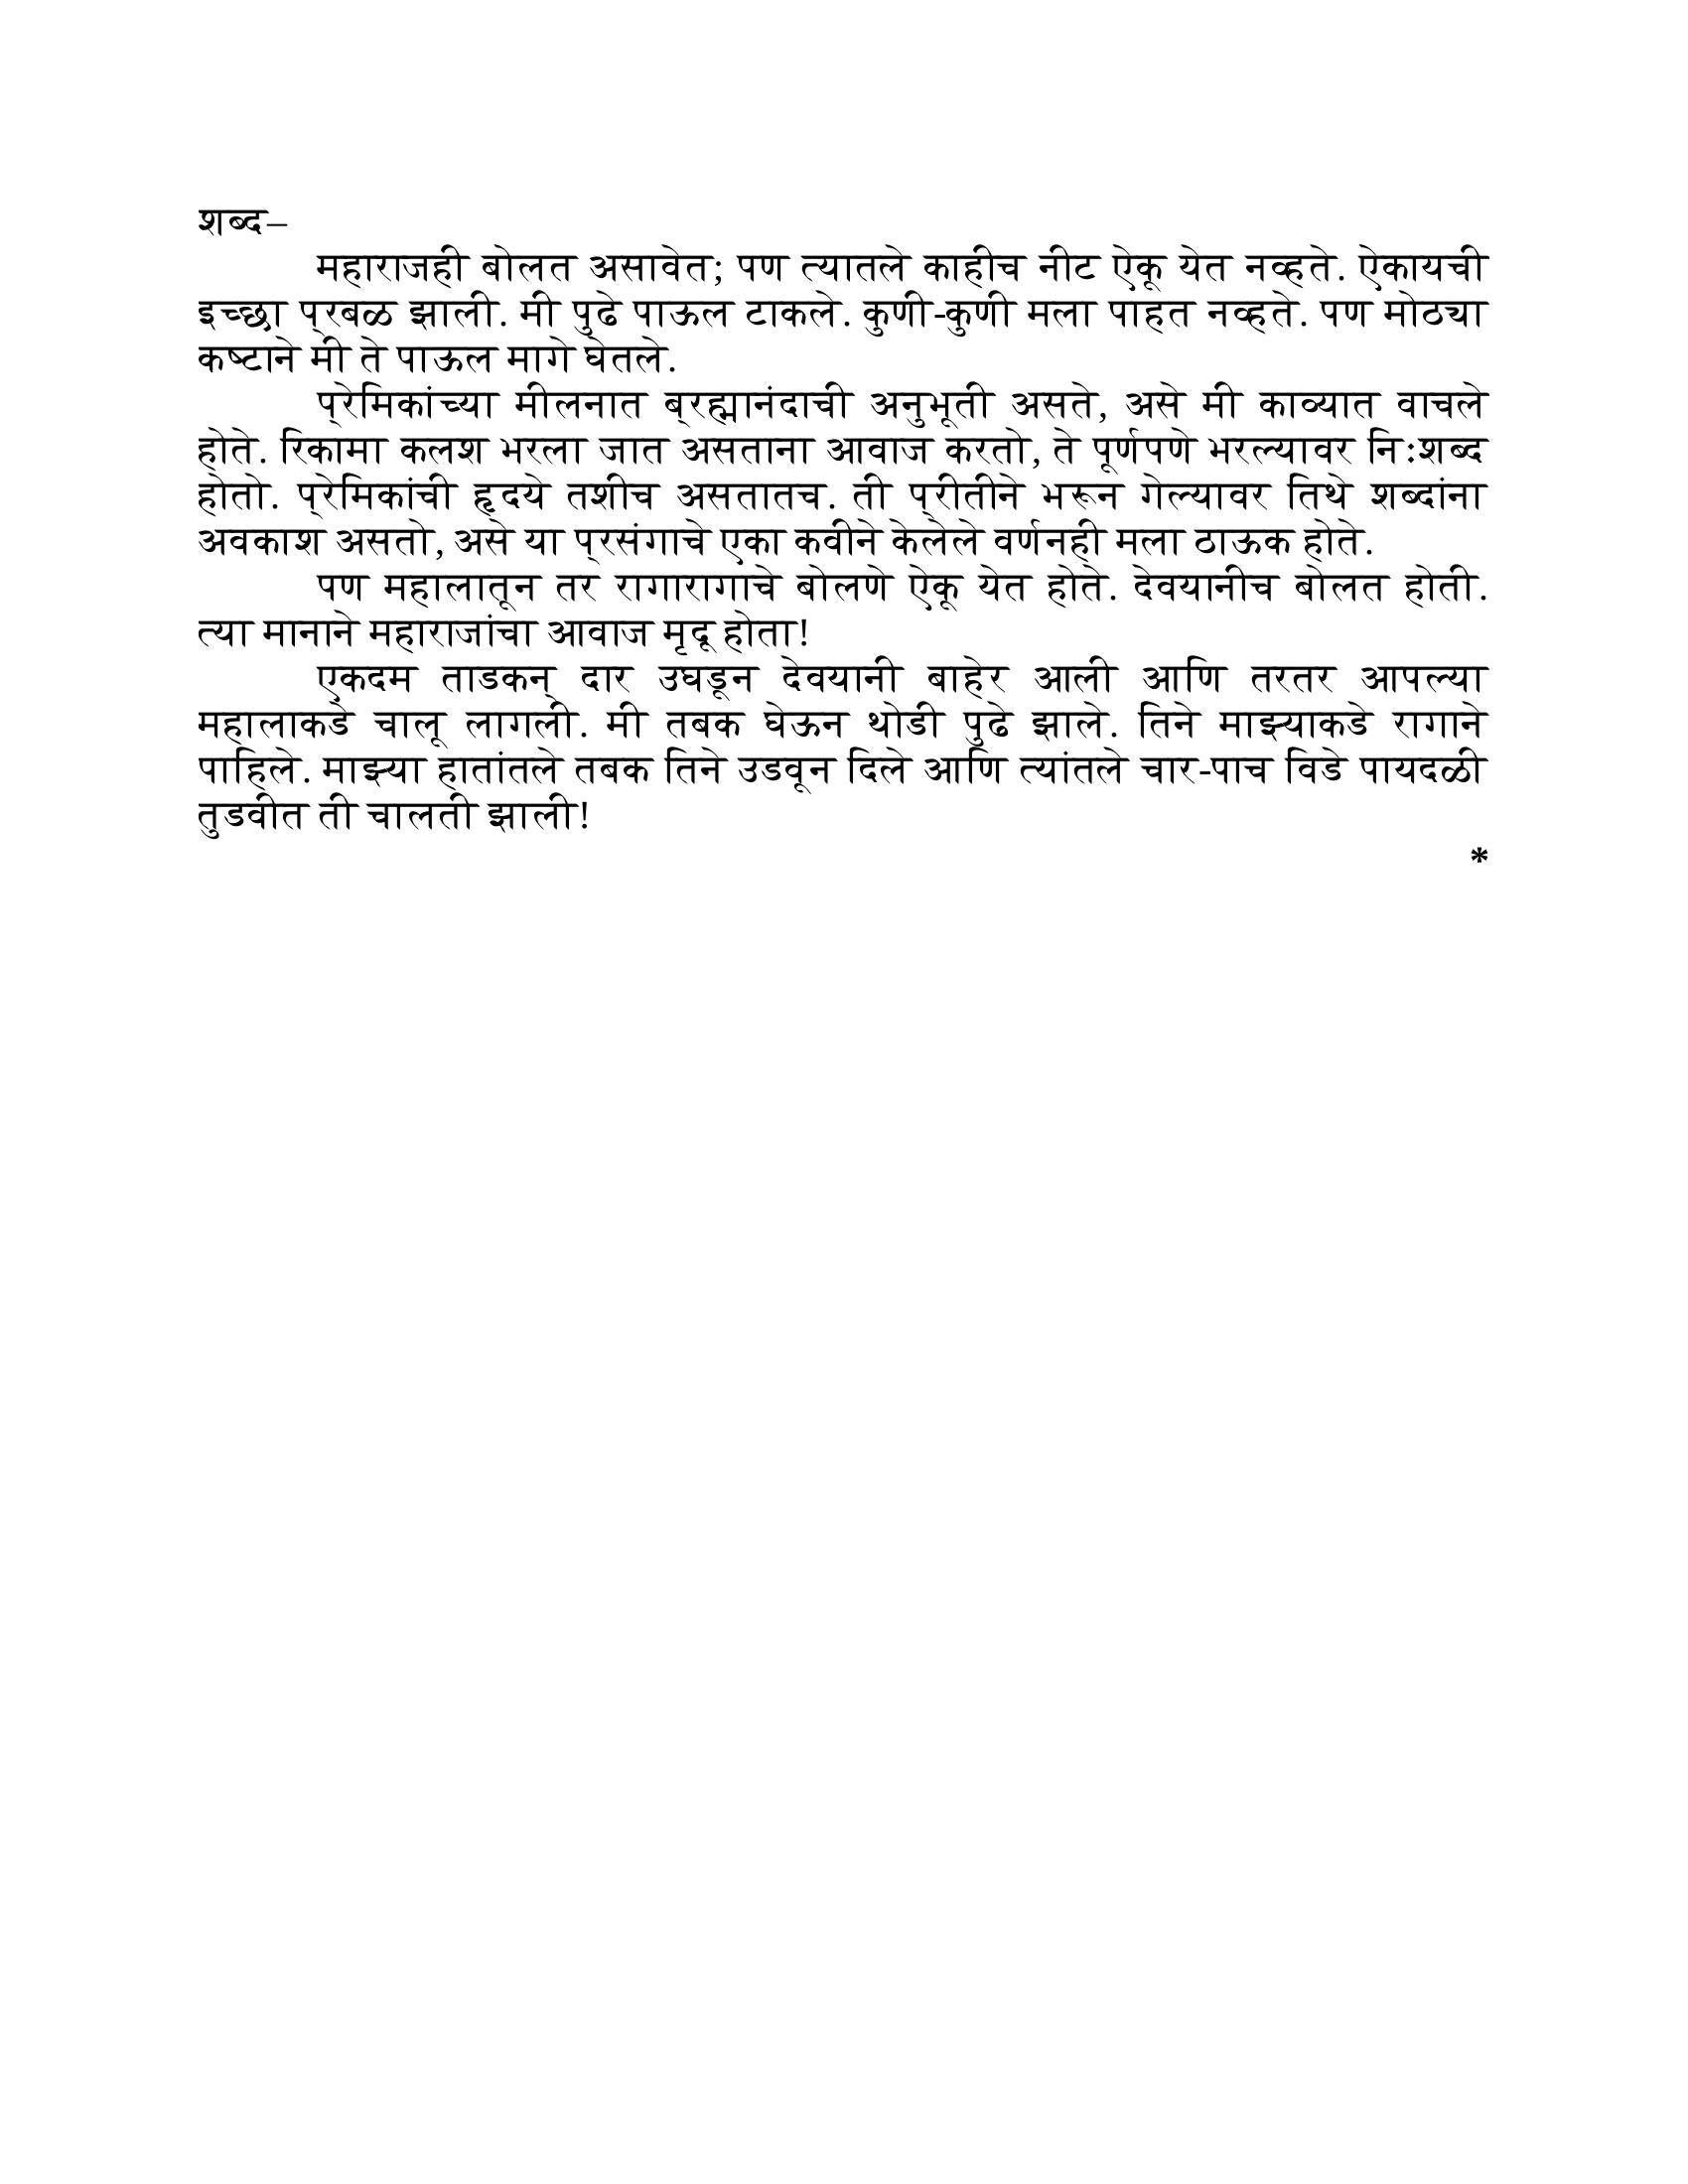 शब्द–
महाराजही बोलत असावेत; पण त्यातले काहीच नीट ऐकू येत नव्हते. ऐकायची
इच्छा प्रबळ झाली. मी पुढे पाऊल टाकले. कुणी-कुणी मला पाहत नव्हते. पण मोठ्या
कष्टाने मी ते पाऊल मागे घेतले.
प्रेमिकांच्या मीलनात ब्रह्मानंदाची अनुभूती असते, असे मी काव्यात वाचले
होते. रिकामा कलश भरला जात असताना आवाज करतो, ते पूर्णपणे भरल्यावर निःशब्द
होतो. प्रेमिकांची हृदये तशीच असतातच. ती प्रीतीने भरून गेल्यावर तिथे शब्दांना
अवकाश असतो, असे या प्रसंगाचे एका कवीने केलेले वर्णनही मला ठाऊक होते.
पण महालातून तर रागारागाचे बोलणे ऐकू येत होते. देवयानीच बोलत होती.
त्या मानाने महाराजांचा आवाज मृदू होता!
एकदम ताडकन् दार उघडून देवयानी बाहेर आली आणि तरतर आपल्या
महालाकडे चालू लागली. मी तबक घेऊन थोडी पुढे झाले. तिने माझ्याकडे रागाने
पाहिले. माझ्या हातांतले तबक तिने उडवून दिले आणि त्यांतले चार-पाच विडे पायदळी
तुडवीत ती चालती झाली!
*